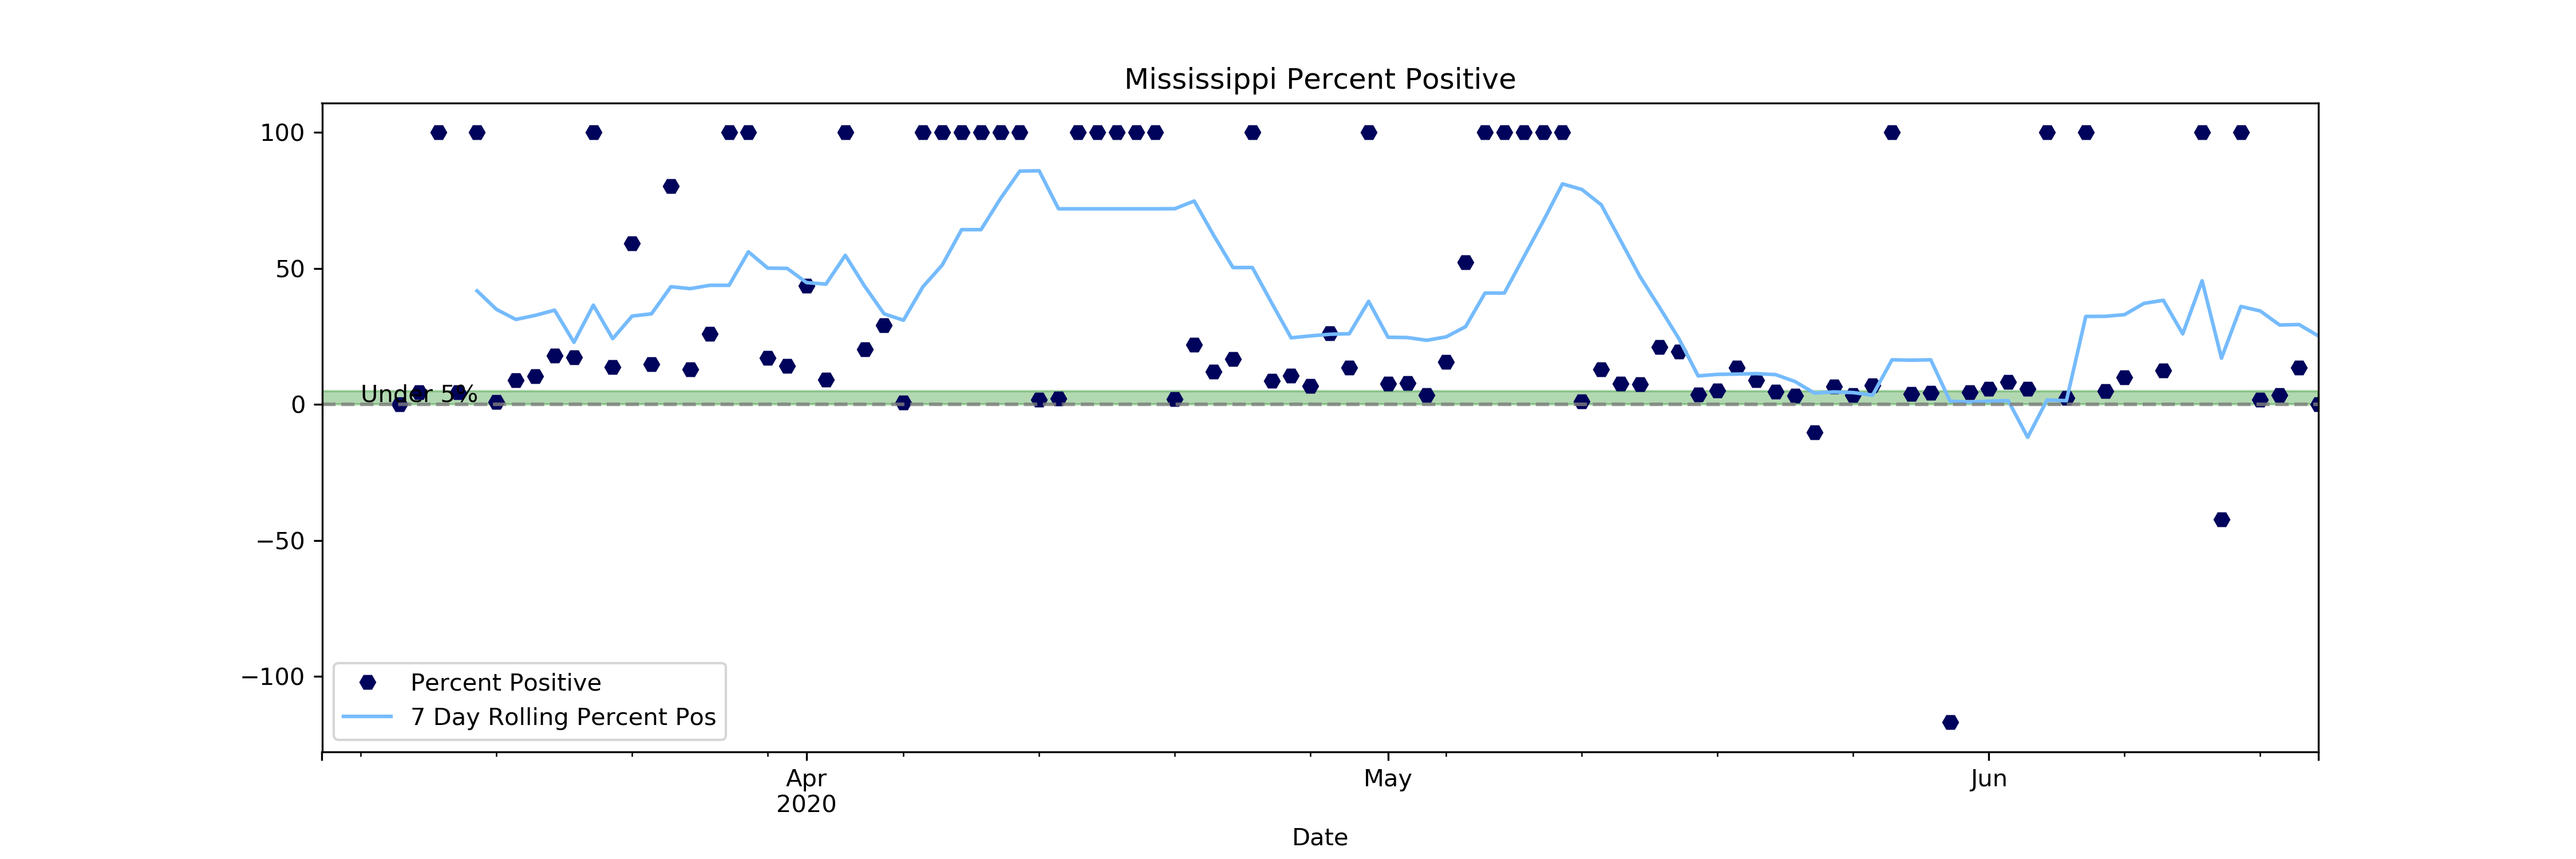 Mississippi Percent Positive
100
50
0
−50
−100
Under 5%
Percent Positive
7 Day Rolling Percent Pos
Apr
2020
May
Jun
Date